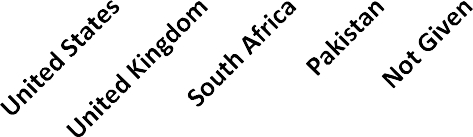 United States
United Kingdom
South Africa
Pakistan
Not Given